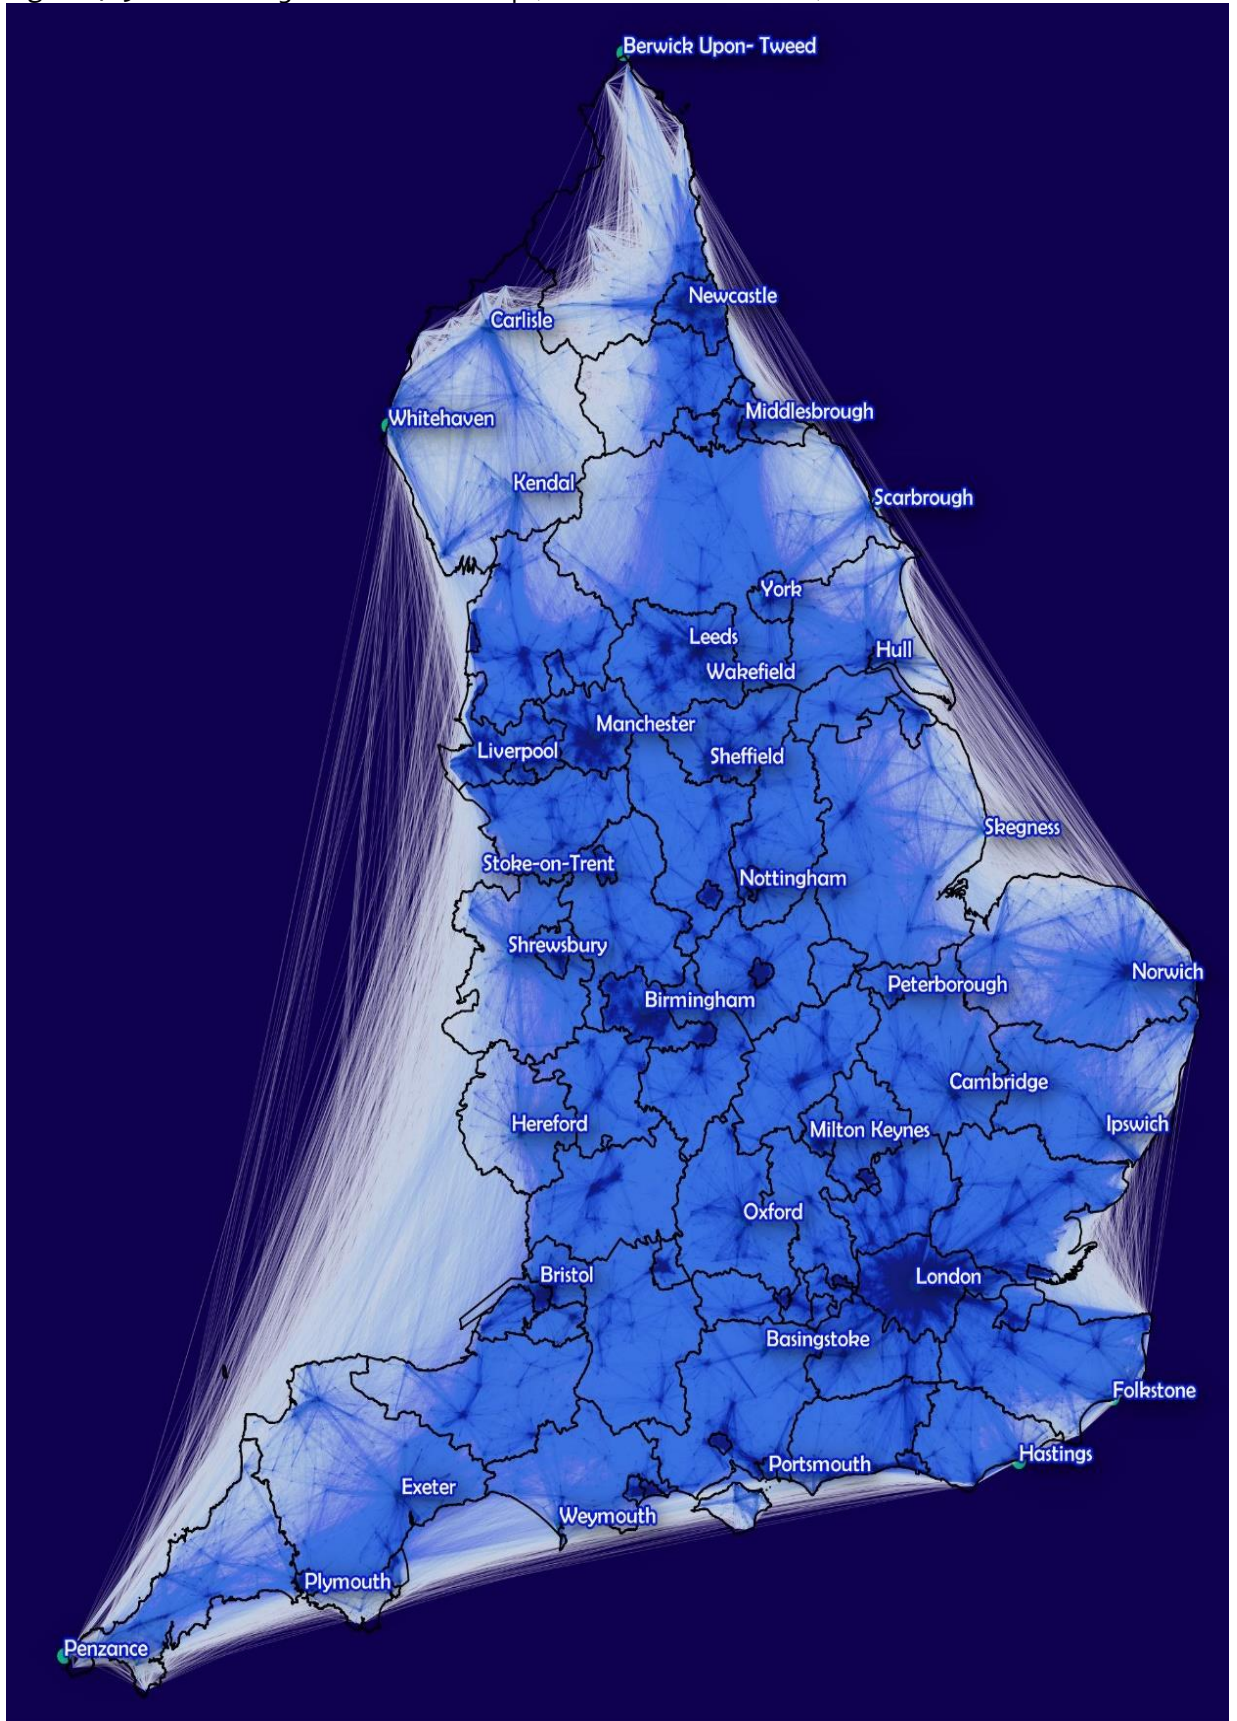 Berwick Upon- Tweed
Newcastle
Carlisle
Middlesbrough
Whitehaven
Kendal
Scarbrough
York
Leeds
Hull
Wakefield
Manchester
Liverpool
Sheffield
Skegness
Stoke-on-Trent
Nottingham
Shrewsbury
Norwich
Peterborough
Birmingham
Cambridge
Hereford
Ipswich
Milton Keynes
Oxford
Bristol
London
Basingstoke
Folkstone
Hastings
Portsmouth
Exeter
Weymouth
Plymouth
Penzance